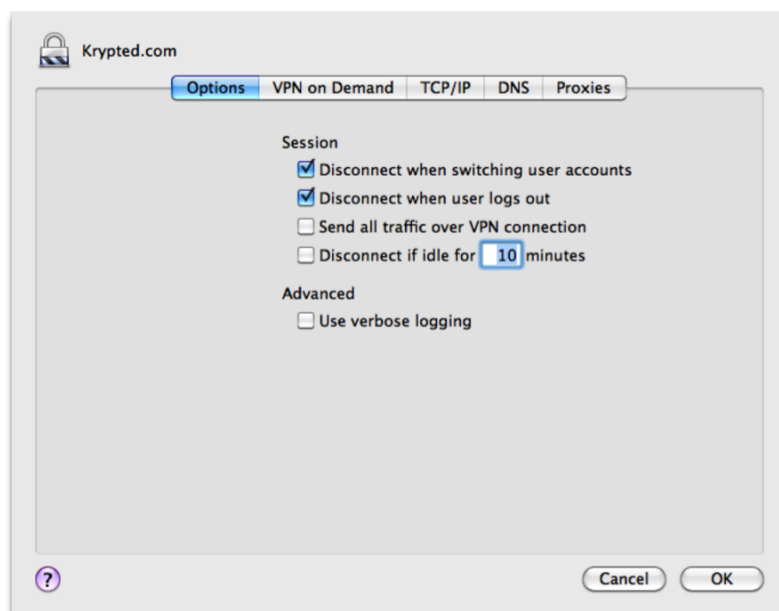 Krypted.com
Options VPN on Demand TCP/IP DNS Proxies
Session
Disconnect when switching user accounts
Disconnect when user logs out
Send all traffic over VPN connection
Disconnect if idle for 10 minutes
Advanced
Use verbose logging
? Cancel OK